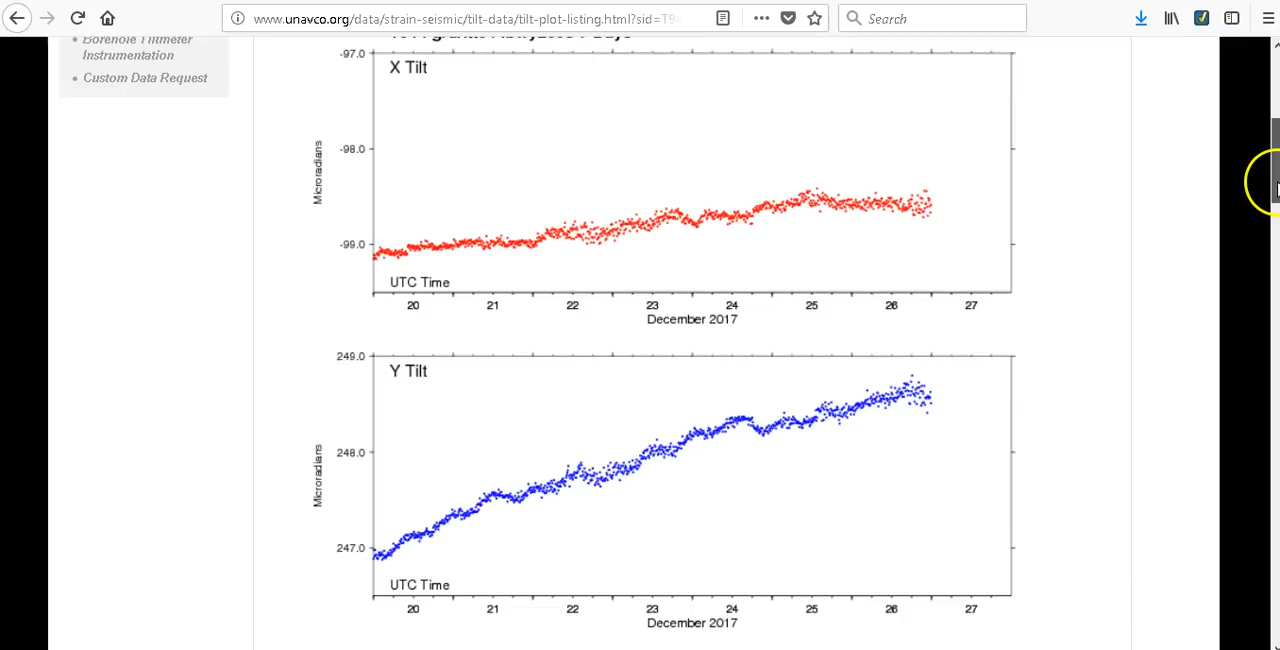 www.unavco.org/data/strain-seismic/tilt-data/tilt-plot-listing.html?sid=T9
Search
Borehole Tiltmeter
Instrumentation
Custom Data Request
-97.0
X Tilt
-98.0
Microradians
-99.0
UTC Time
20 21 22 23 24 25 26 27
December 2017
249.0
Y Tilt
248.0
Microradians
247.0
UTC Time
20 21 22 23 24 25 26 27
December 2017